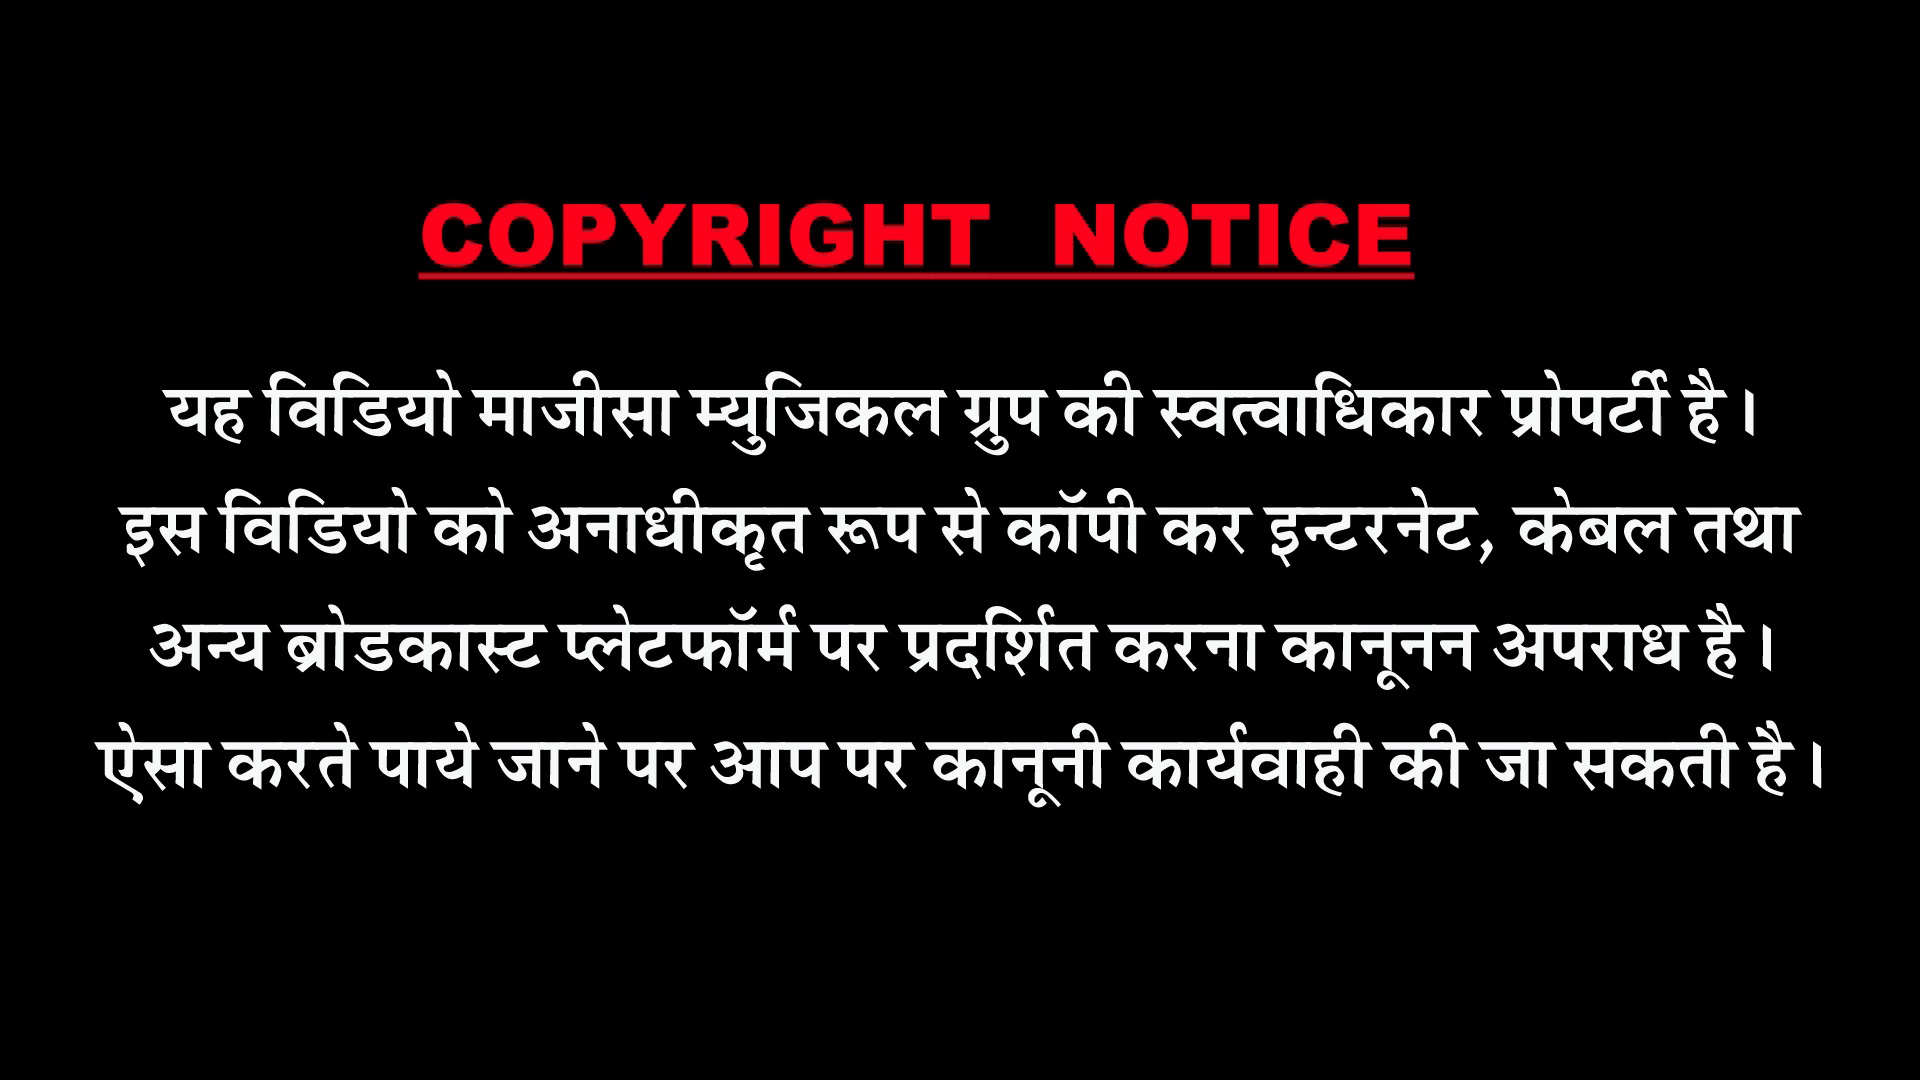 COPYRIGHT NOTICE
यह विडियो माजीसा म्युजिकल ग्रुप की स्वत्वाधिकार प्रोपर्टी है।
इस विडियो को अनाधीकृत रूप से कॉपी कर इन्टरनेट, केबल तथा
अन्य ब्रोडकास्ट प्लेटफॉर्म पर प्रदर्शित करना कानूनन अपराध है।
ऐसा करते पाये जाने पर आप पर कानूनी कार्यवाही की जा सकती है।